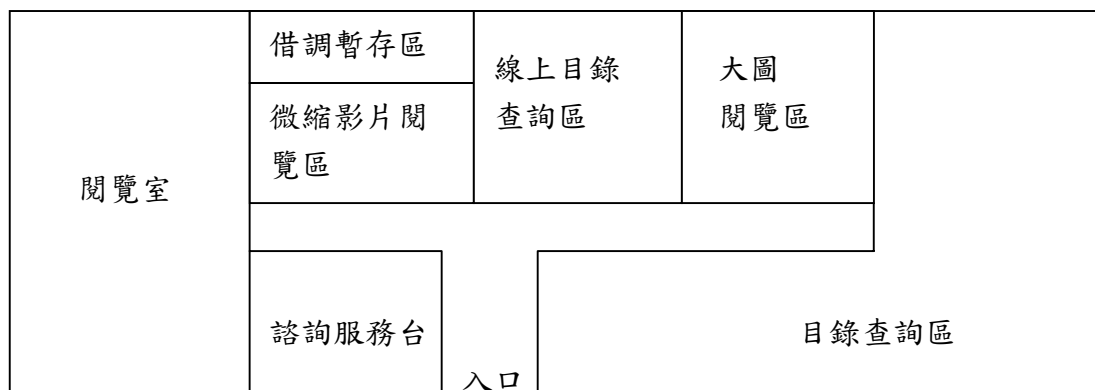 借調暫存區
線上目錄
查詢區
大圖
閱覽區
微縮影片閱
覽區
閱覽室
諮詢服務台
目錄查詢區
入口